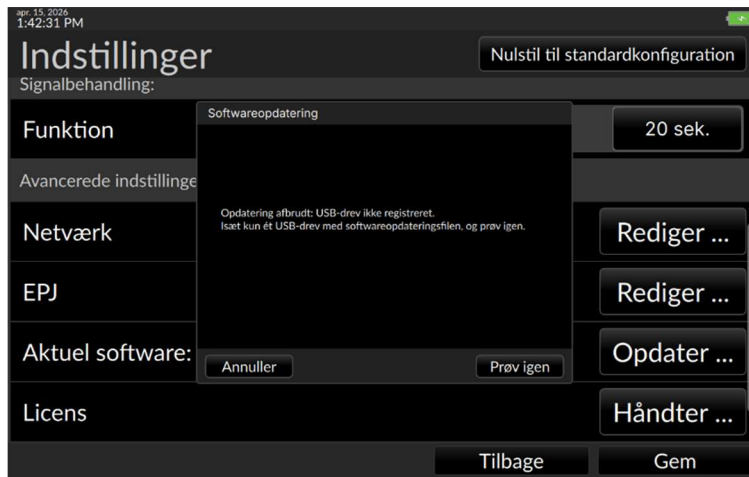 apr. 15, 2026
1:42:31 PM
Indstillinger
Nulstil til standardkonfiguration
Signalbehandling:
Funktion
20 sek.
Softwareopdatering
Avancerede indstillinge
Opdatering afbrudt: USB-drev ikke registreret.
Isæt kun ét USB-drev med softwareopdateringsfilen, og prøv igen.
Netværk
Rediger ...
EPJ
Rediger ...
Aktuel software:
Opdater ...
Annuller
Prøv igen
Licens
Håndter ...
Tilbage
Gem